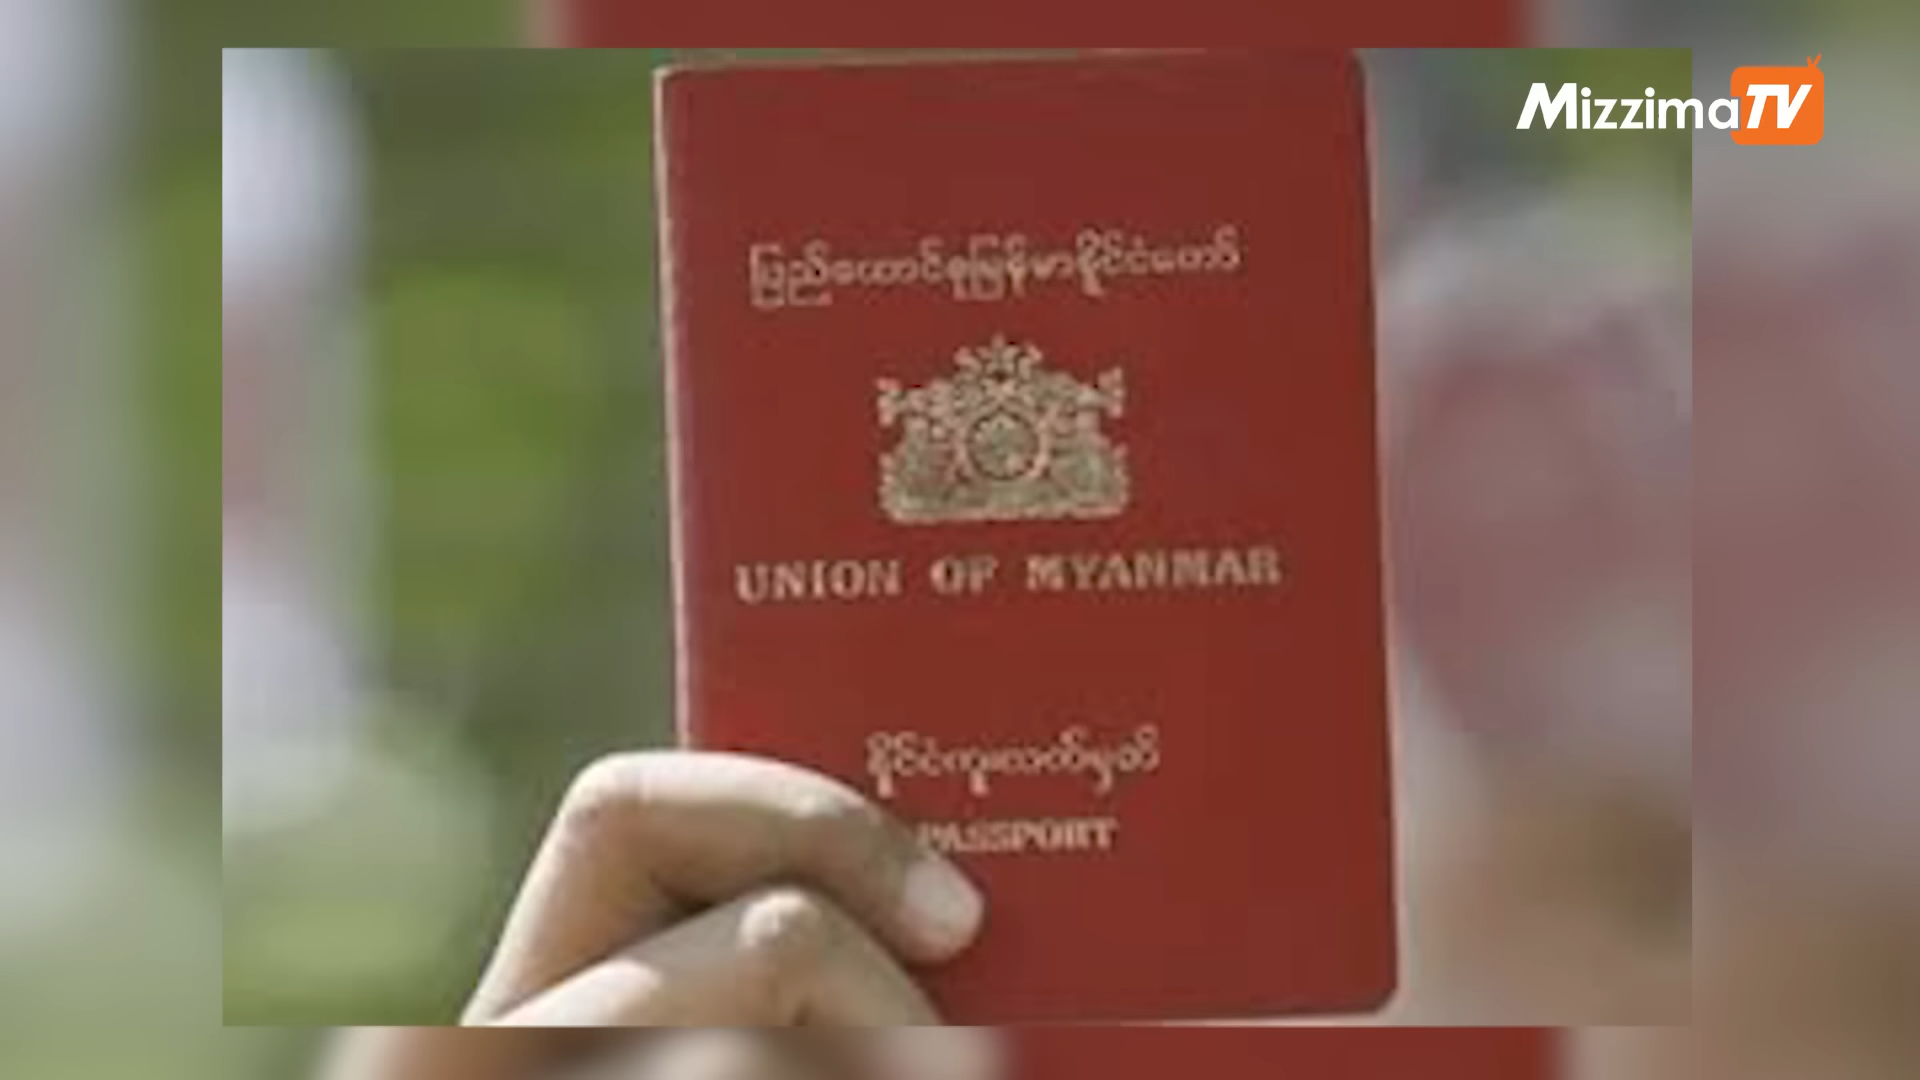 MizzimaTV
ပြည်ထောင်စုမြန်မာနိုင်ငံတော်
UNION OF MYANMAR
နိုင်ငံကူးလက်မှတ်
PASSPORT